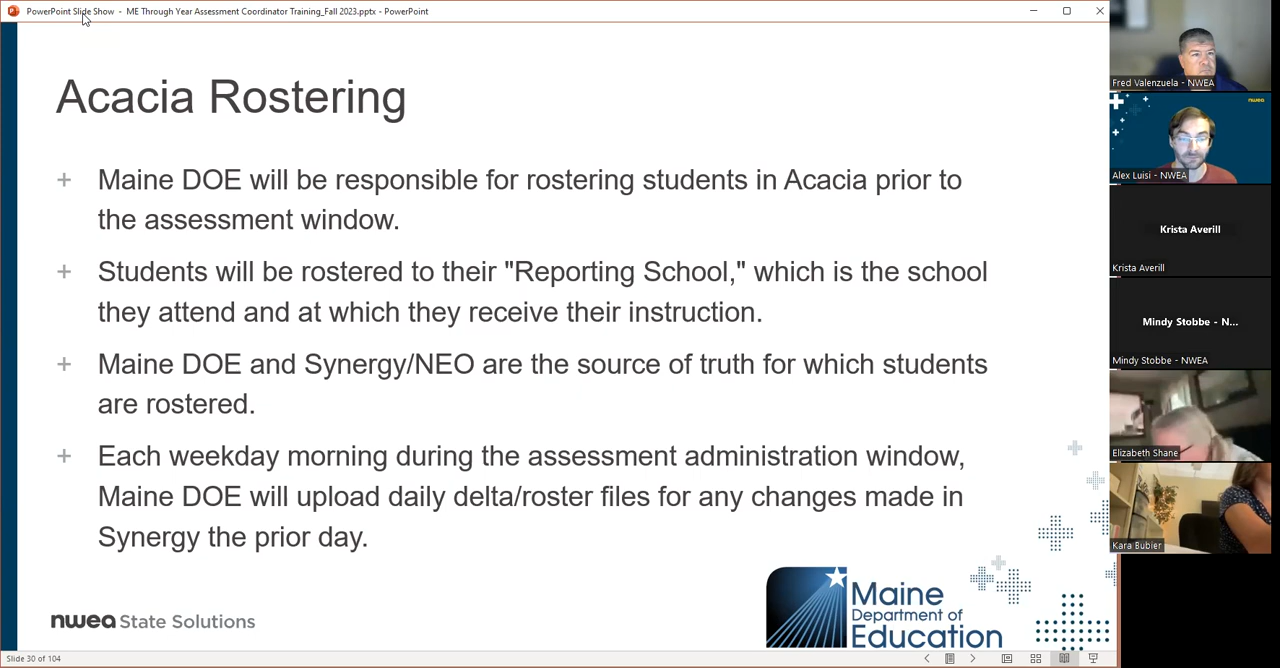 PowerPoint Slide Show - ME Through Year Assessment Coordinator Training_Fall 2023.pptx - PowerPoint
Acacia Rostering
+ Maine DOE will be responsible for rostering students in Acacia prior to
the assessment window.
+ Students will be rostered to their "Reporting School," which is the school
they attend and at which they receive their instruction.
+ Maine DOE and Synergy/NEO are the source of truth for which students
are rostered.
+ Each weekday morning during the assessment administration window,
Maine DOE will upload daily delta/roster files for any changes made in
Synergy the prior day.
nwea State Solutions
Maine
Department of
Education
Slide 30 of 104
Fred Valenzuela - NWEA
nwea
Alex Luisi - NWEA
Krista Averill
Krista Averill
Mindy Stobbe - N...
Mindy Stobbe - NWEA
Elizabeth Shane
Kara Bubier